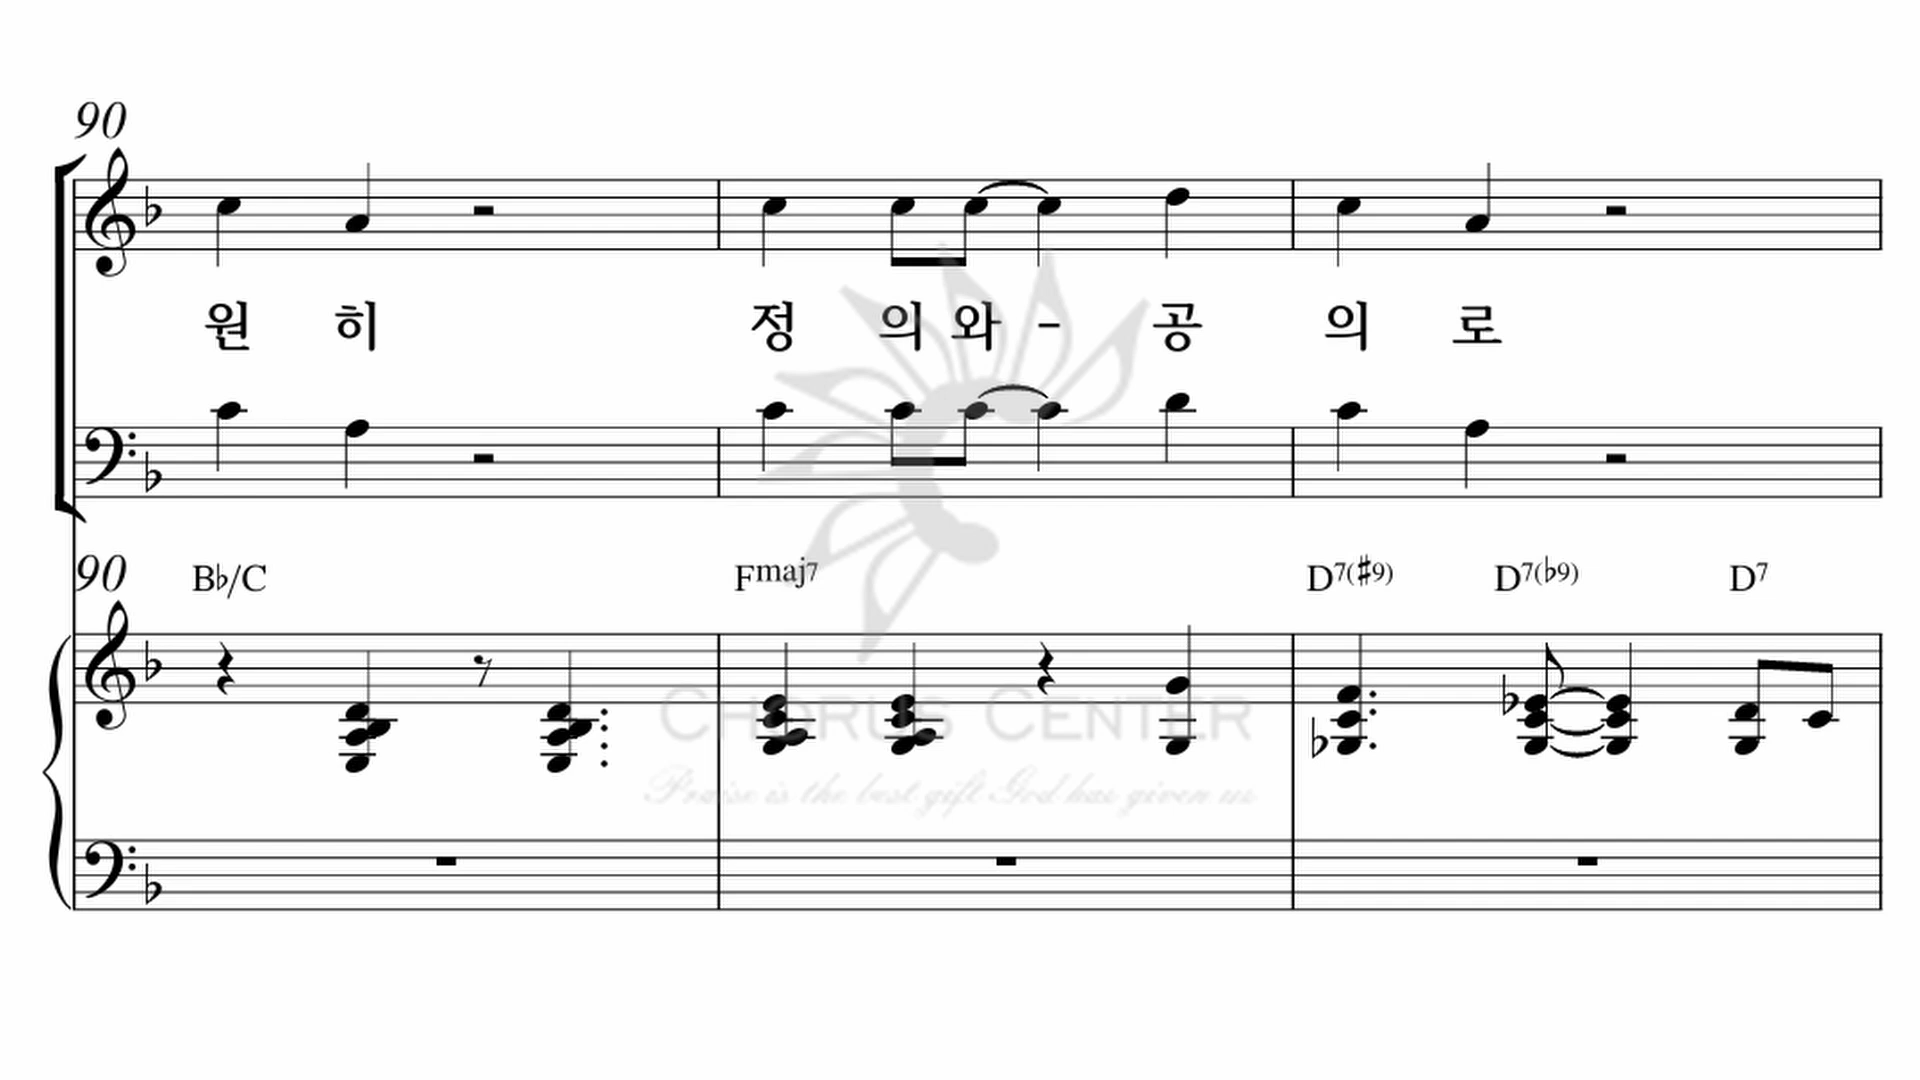 90
원 히 정 의 와 - 공 의 로
90 B♭/C Fmaj7 D7(♯9) D7(♭9) D7
CHORUS CENTER
Praise is the best gift God has given us